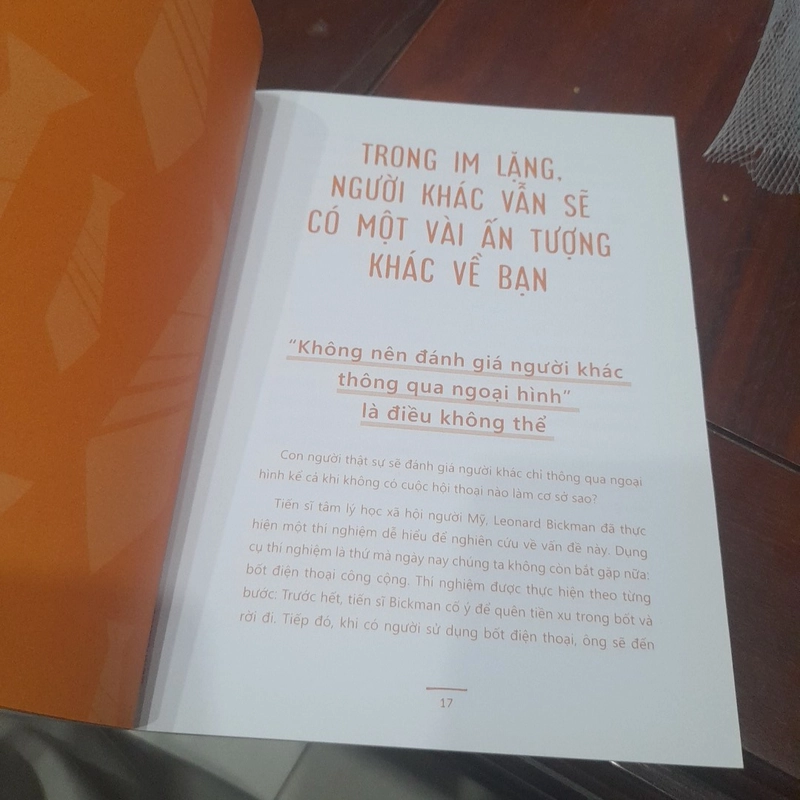 TRONG IM LẶNG,
NGƯỜI KHÁC VẪN SẼ
CÓ MỘT VÀI ẤN TƯỢNG
KHÁC VỀ BẠN
“Không nên đánh giá người khác
thông qua ngoại hình”
là điều không thể
Con người thật sự sẽ đánh giá người khác chỉ thông qua ngoại
hình kể cả khi không có cuộc hội thoại nào làm cơ sở sao?
Tiến sĩ tâm lý học xã hội người Mỹ, Leonard Bickman đã thực
hiện một thí nghiệm dễ hiểu để nghiên cứu về vấn đề này. Dụng
cụ thí nghiệm là thứ mà ngày nay chúng ta không còn bắt gặp nữa:
bốt điện thoại công cộng. Thí nghiệm được thực hiện theo từng
bước: Trước hết, tiến sĩ Bickman cố ý để quên tiền xu trong bốt và
rời đi. Tiếp đó, khi có người sử dụng bốt điện thoại, ông sẽ đến
17